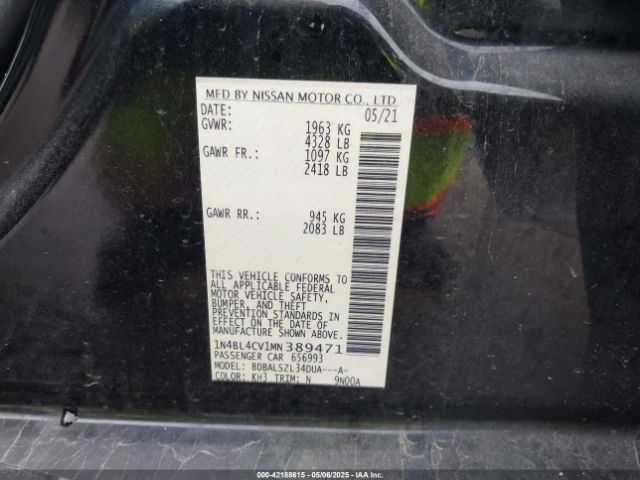 MFD BY NISSAN MOTOR CO., LTD
DATE: 05/21
GVWR: 1963 KG
4328 LB
GAWR FR.: 1097 KG
2418 LB
GAWR RR.: 945 KG
2083 LB
THIS VEHICLE CONFORMS TO
ALL APPLICABLE FEDERAL
MOTOR VEHICLE SAFETY,
BUMPER, AND THEFT
PREVENTION STANDARDS IN
EFFECT ON THE DATE OF
MANUFACTURE SHOWN ABOVE.
1N4BL4CV1MN389471
PASSENGER CAR 656993
MODEL: BDBALSZL34DUA---A-
COLOR: KH3 TRIM: N 9N00A
000-42188615 - 05/06/2025 - IAA Inc.